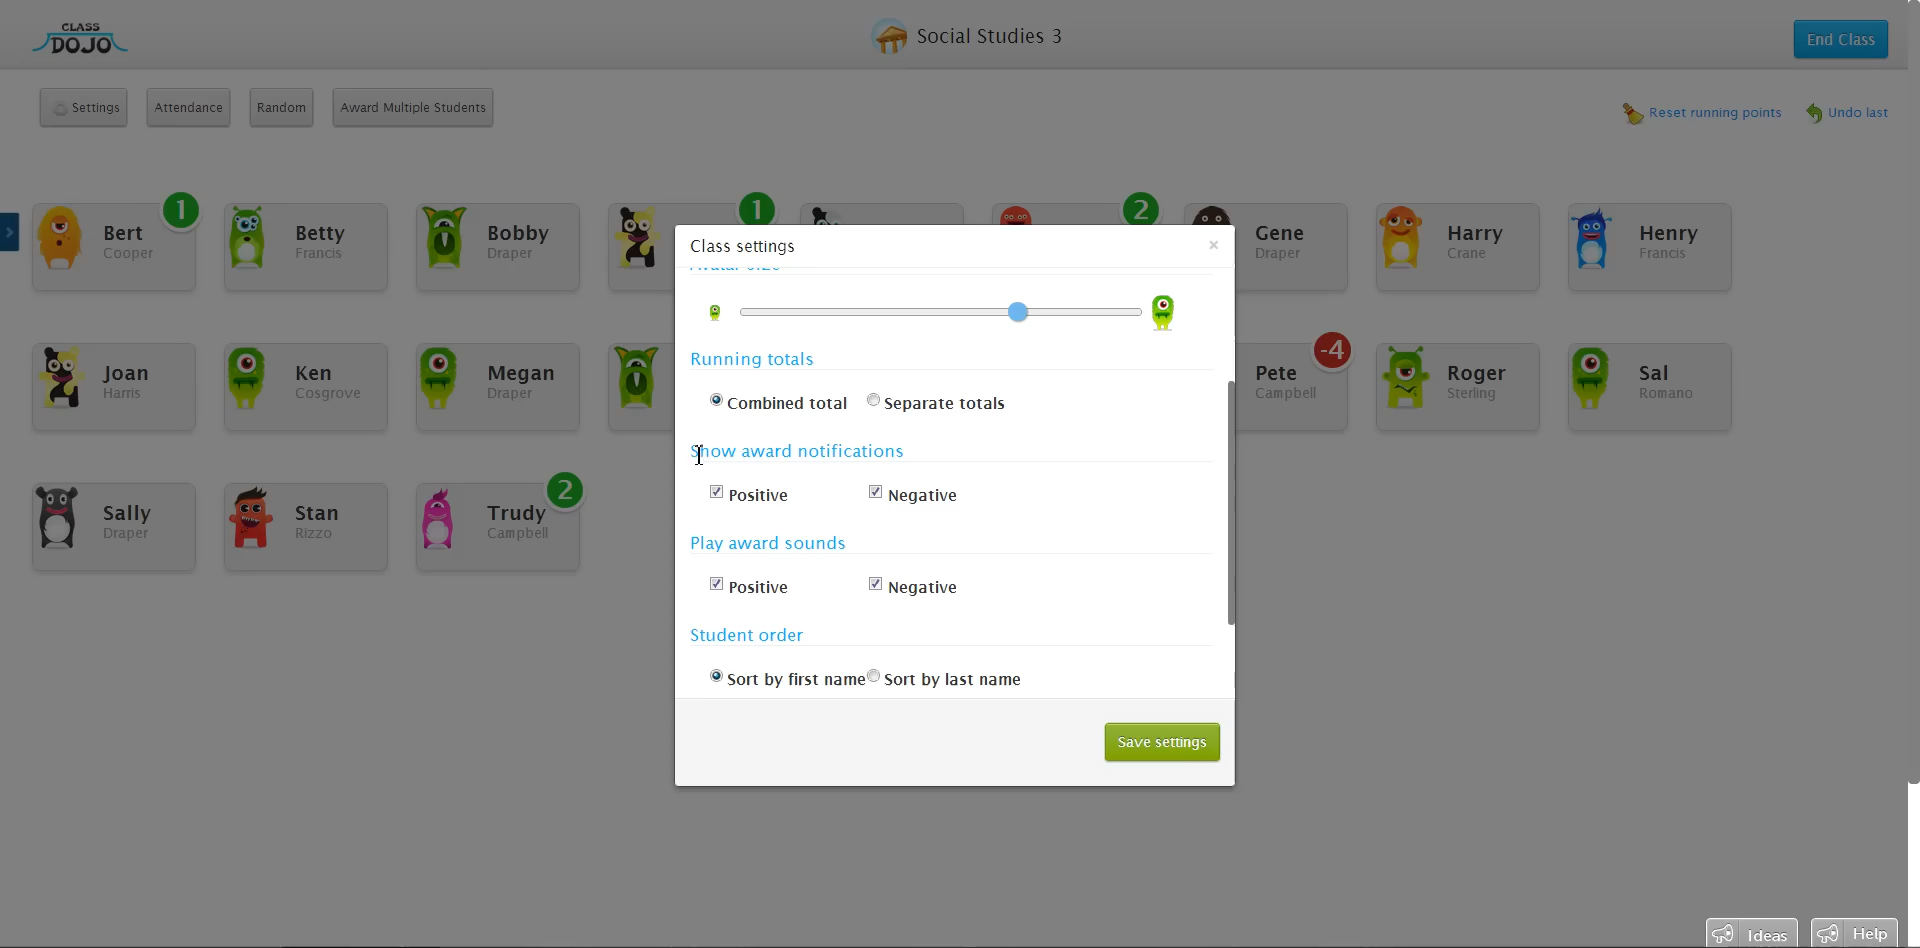 CLASS
DOJO
Social Studies 3
End Class
Settings
Attendance
Random
Award Multiple Students
Reset running points
Undo last
Bert
Cooper
1
Betty
Francis
Bobby
Draper
1
2
Gene
Draper
Harry
Crane
Henry
Francis
Class settings
×
Avatar size
Running totals
Combined total
Separate totals
Show award notifications
Positive
Negative
Play award sounds
Positive
Negative
Student order
Sort by first name
Sort by last name
Save settings
Joan
Harris
Ken
Cosgrove
Megan
Draper
Pete
Campbell
-4
Roger
Sterling
Sal
Romano
Sally
Draper
Stan
Rizzo
Trudy
Campbell
2
Ideas
Help